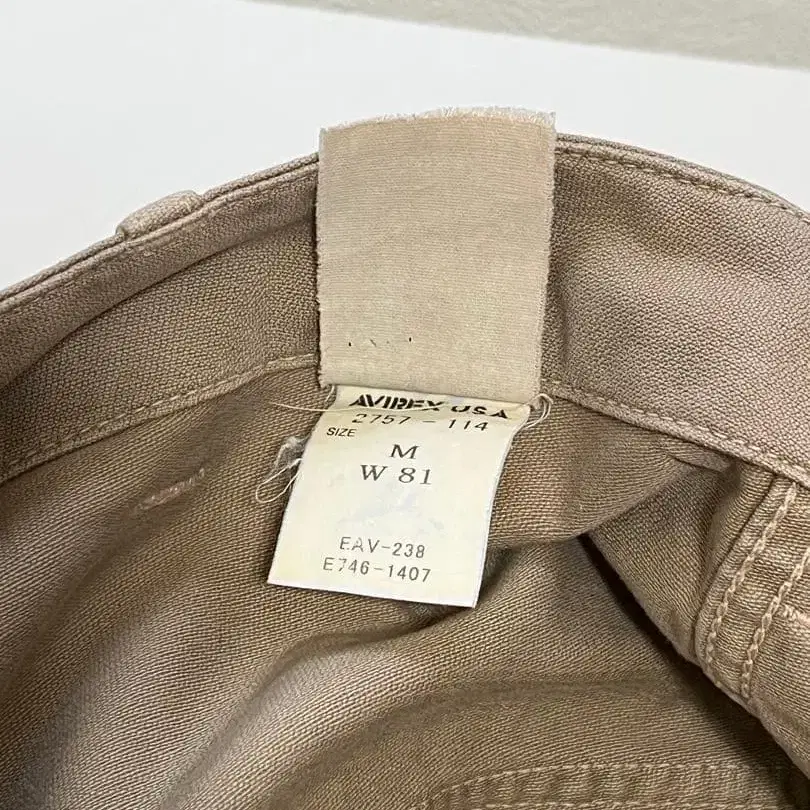 AVIREX U.S.A
2757-114
SIZE
M
W 81
EAV-238
E746-1407